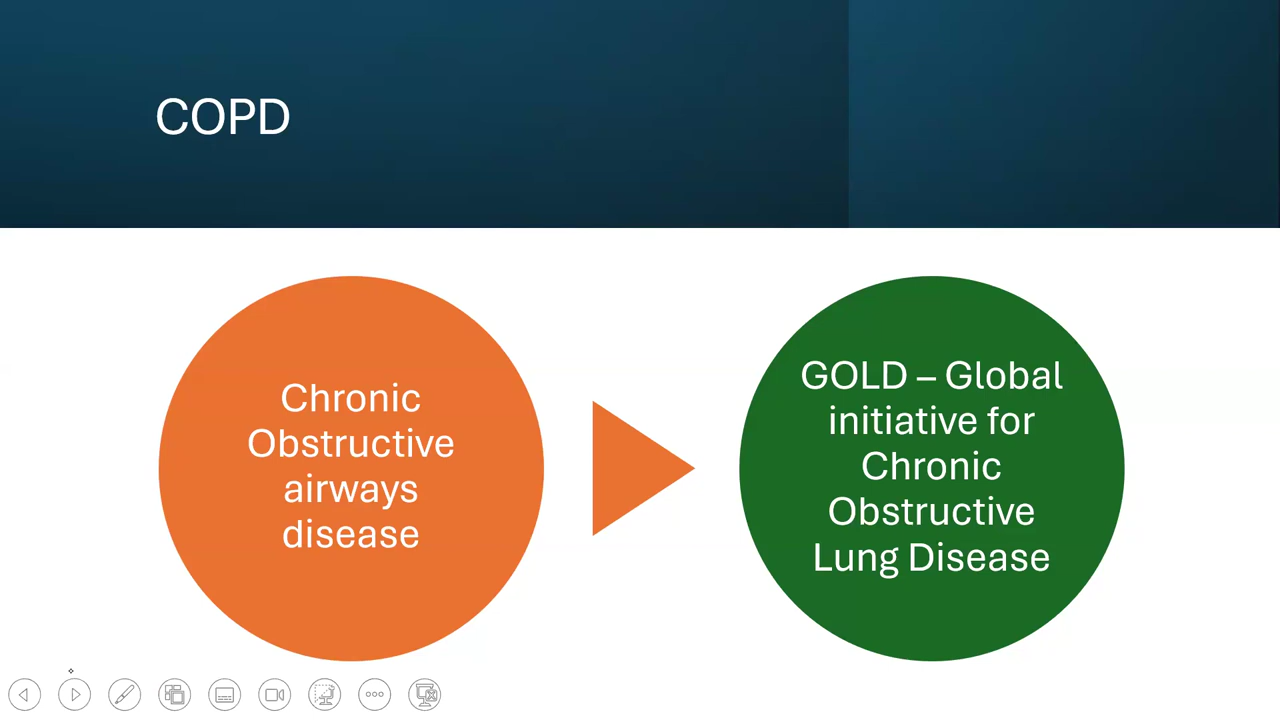 COPD
Chronic
Obstructive
airways
disease
GOLD – Global
initiative for
Chronic
Obstructive
Lung Disease